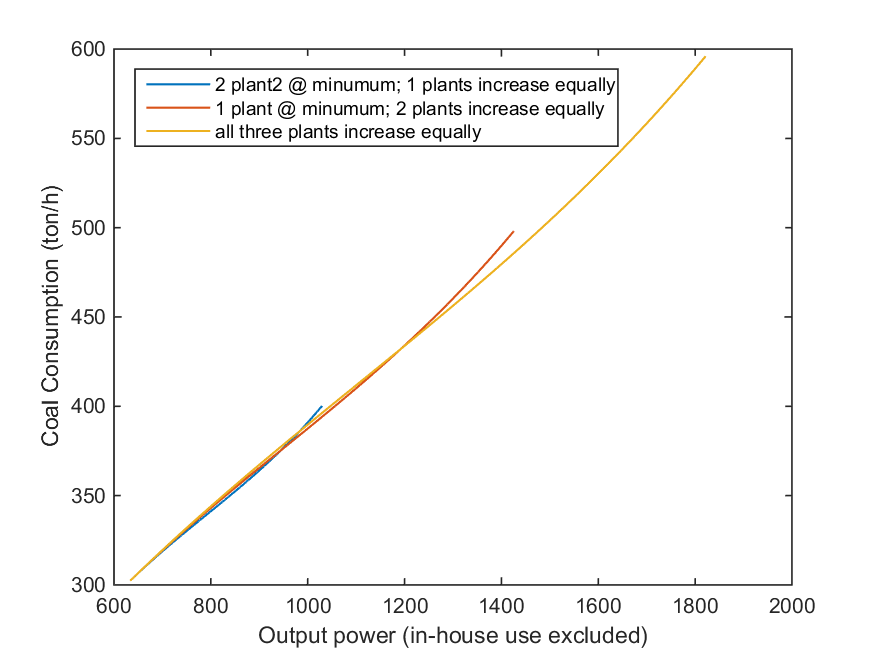 600
550
500
450
400
350
300
Coal Consumption (ton/h)
2 plant2 @ minumum; 1 plants increase equally
1 plant @ minumum; 2 plants increase equally
all three plants increase equally
600 800 1000 1200 1400 1600 1800 2000
Output power (in-house use excluded)